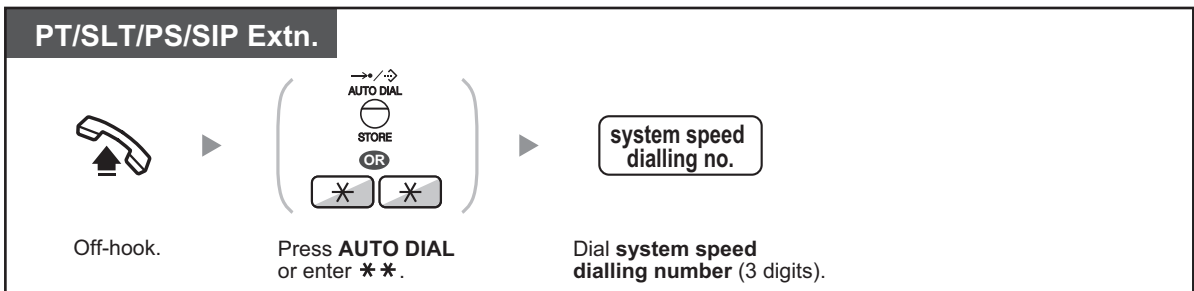 PT/SLT/PS/SIP Extn.
AUTO DIAL
STORE
OR
* *
system speed
dialling no.
Off-hook.
Press AUTO DIAL
or enter * *.
Dial system speed
dialling number (3 digits).